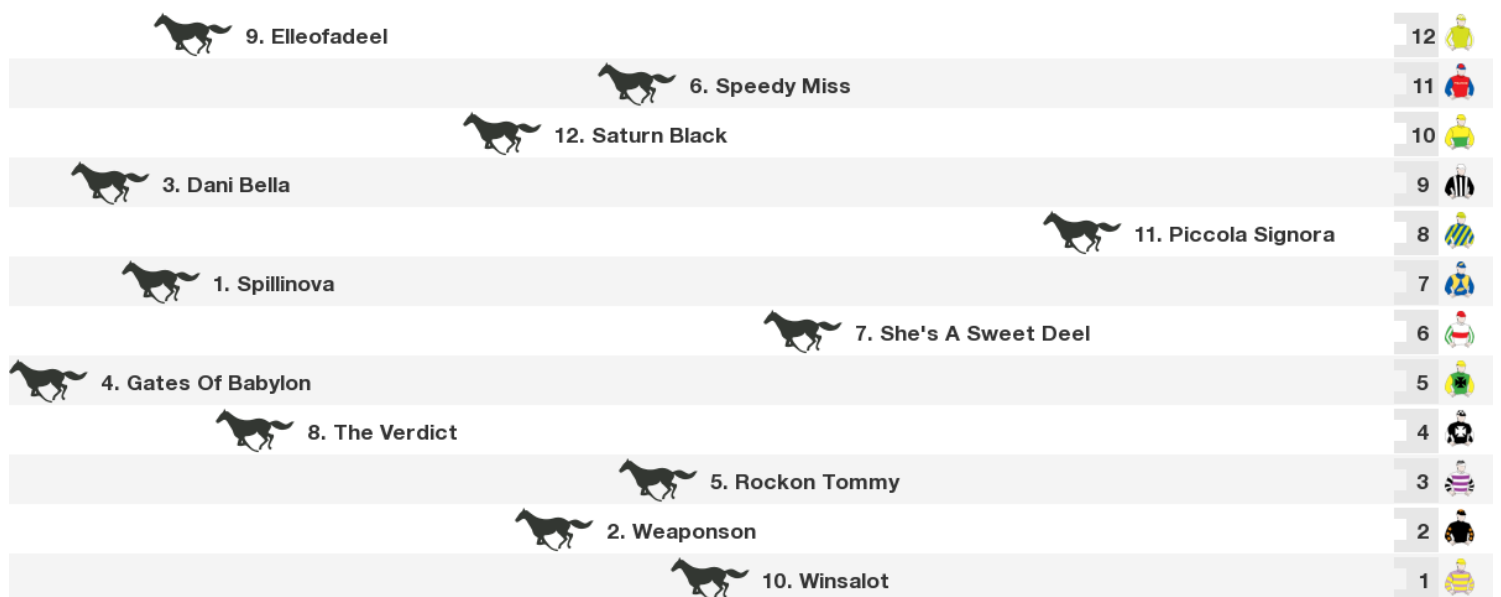 9. Elleofadeel 12
6. Speedy Miss 11
12. Saturn Black 10
3. Dani Bella 9
11. Piccola Signora 8
1. Spillinova 7
7. She's A Sweet Deel 6
4. Gates Of Babylon 5
8. The Verdict 4
5. Rockon Tommy 3
2. Weaponson 2
10. Winsalot 1